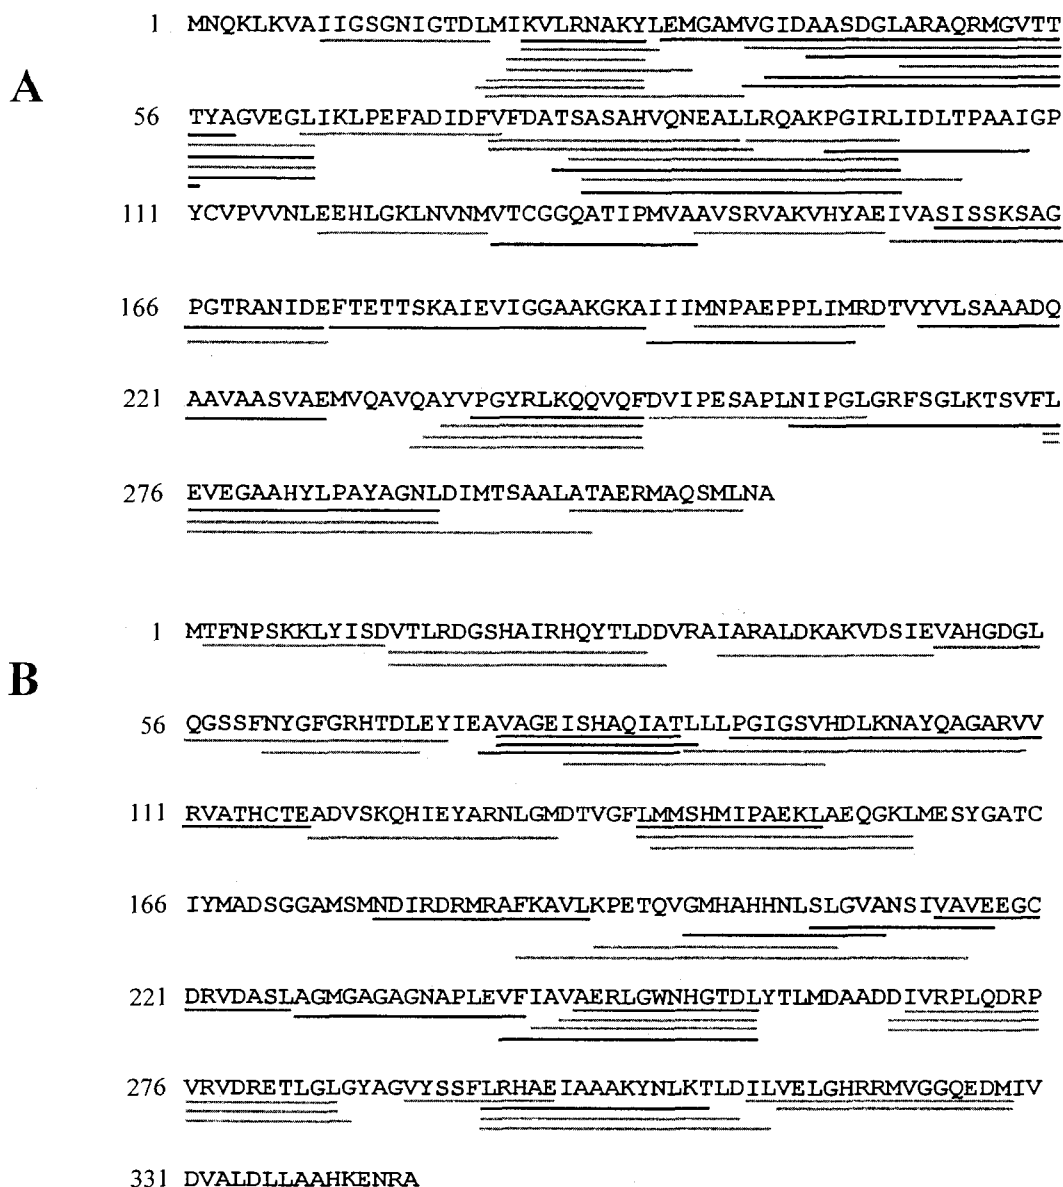 1 MNQKLKVAIIGSGNIGTDLMIKVLRNAKYLEMGAMVGIDAASDGLARAQRMGVTT
A
56 TYAGVEGLIKLPEFADIDFVFDATSASAHVQNEALLRQAKPGIRLIDLTPAAIGP
111 YCVPVVNLEEHLGKLNVNMVTCGGQATIPMVAAVSRVAKVHYAEIVASISSKSAG
166 PGTRANIDEFTETTSKAIEVIGGAAKGKAIIIMNPAEPPLIMRDTVYVLSAAADQ
221 AAVAASVAEMVQAVQAYVPGYRLKQQVQFDVIPESAPLNIPGLGRFSGLKTSVFL
276 EVEGAAHYLPAYAGNLDIMTSAALATAERMAQSMLNA
1 MTFNPSKKLYISDVTLRDGSHAIRHQYTLDDVRAIARALDKAKVDSIEVAHGDGL
B
56 QGSSFNYGFGRHTDLEYIEAVAGEISHAQIATLLLPGIGSVHDLKNAYQAGARVV
111 RVATHCTEADVSKQHIEYARNLGMDTVGFLMMSHMIPAEKLAEQGKLMESYGATC
166 IYMADSGGAMSMNDIRDRMRAFKAVLKPETQVGMHAHHNLSLGVANSIVAVEEGC
221 DRVDASLAGMGAGAGNAPLEVFIAVAERLGWNHGTDLYTLMDAADDIVRPLQDRP
276 VRVDRETLGLGYAGVYSSFLRHAEIAAAKYNLKTLDILVELGHRRMVGGQEDMIV
331 DVALDLLAAHKENRA